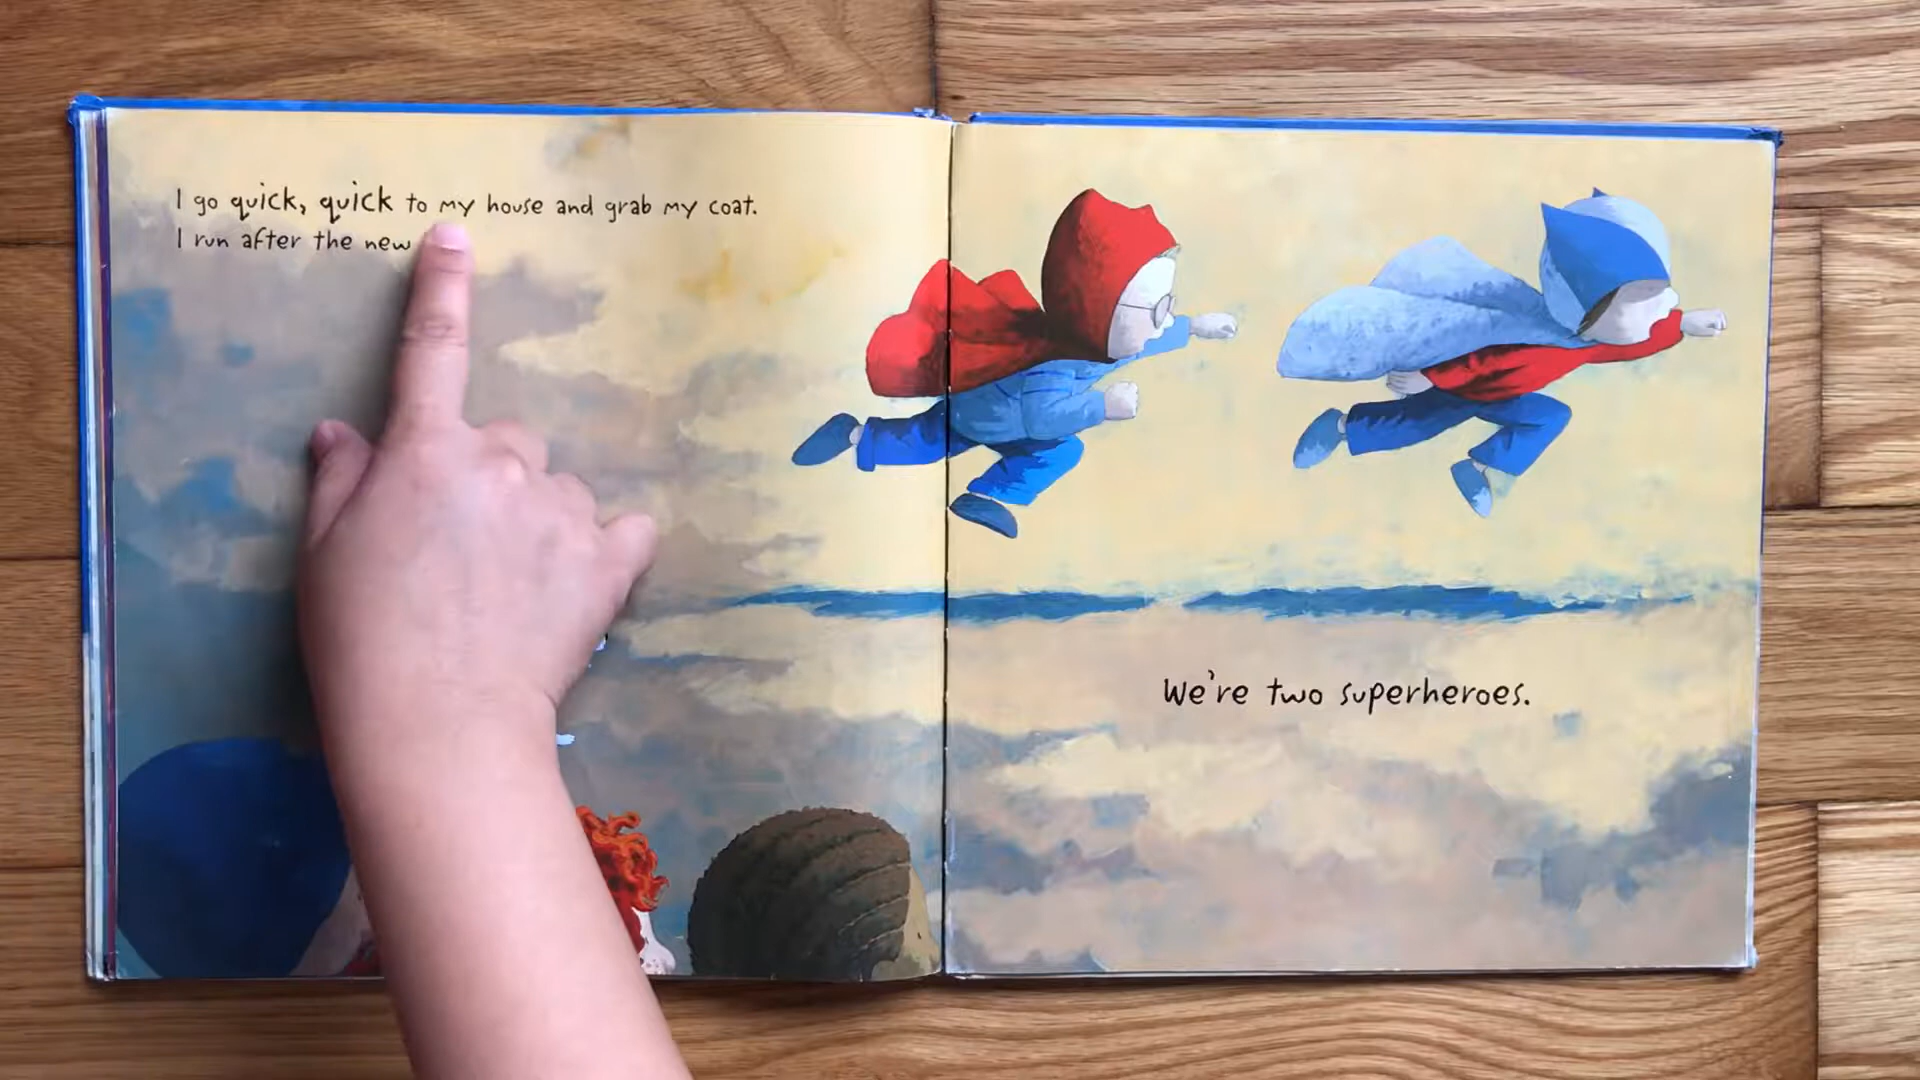 I go quick, quick to my house and grab my coat.
I run after the new
We're two superheroes.